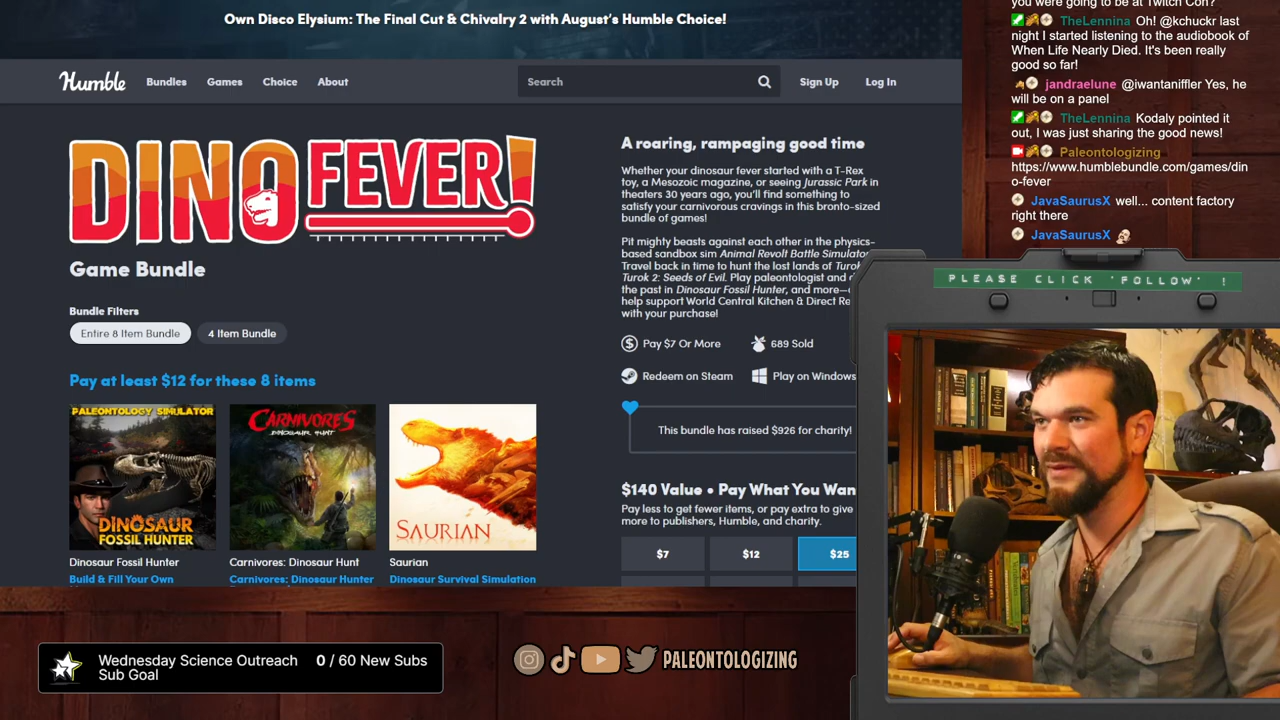 Own Disco Elysium: The Final Cut & Chivalry 2 with August's Humble Choice!
Humble
Bundles
Games
Choice
About
Search
Sign Up
Log In
DINO FEVER!
Game Bundle
Bundle Filters
Entire 8 Item Bundle
4 Item Bundle
Pay at least $12 for these 8 items
PALEONTOLOGY SIMULATOR
DINOSAUR
FOSSIL HUNTER
CARNIVORES
DINOSAUR HUNT
SAURIAN
Dinosaur Fossil Hunter
Build & Fill Your Own
Carnivores: Dinosaur Hunt
Carnivores: Dinosaur Hunter
Saurian
Dinosaur Survival Simulation
A roaring, rampaging good time
Whether your dinosaur fever started with a T-Rex
toy, a Mesozoic magazine, or seeing Jurassic Park in
theaters 30 years ago, you'll find something to
satisfy your carnivorous cravings in this bronto-sized
bundle of games!
Pit mighty beasts against each other in the physics-
based sandbox sim Animal Revolt Battle Simulator
Travel back in time to hunt the lost lands of Turok
Turok 2: Seeds of Evil. Play paleontologist and
the past in Dinosaur Fossil Hunter, and more—
help support World Central Kitchen & Direct Re
with your purchase!
Pay $7 Or More
689 Sold
Redeem on Steam
Play on Windows
This bundle has raised $926 for charity!
$140 Value • Pay What You Wan
Pay less to get fewer items, or pay extra to give
more to publishers, Humble, and charity.
$7
$12
$25
you were going to be at Twitch Con?
TheLennina Oh! @kchuckr last
night I started listening to the audiobook of
When Life Nearly Died. It's been really
good so far!
jandraelune @iwantaniffler Yes, he
will be on a panel
TheLennina Kodaly pointed it
out, I was just sharing the good news!
Paleontologizing
https://www.humblebundle.com/games/din
o-fever
JavaSaurusX well... content factory
right there
JavaSaurusX
PLEASE CLICK 'FOLLOW' !
Wednesday Science Outreach
Sub Goal
0 / 60 New Subs
PALEONTOLOGIZING